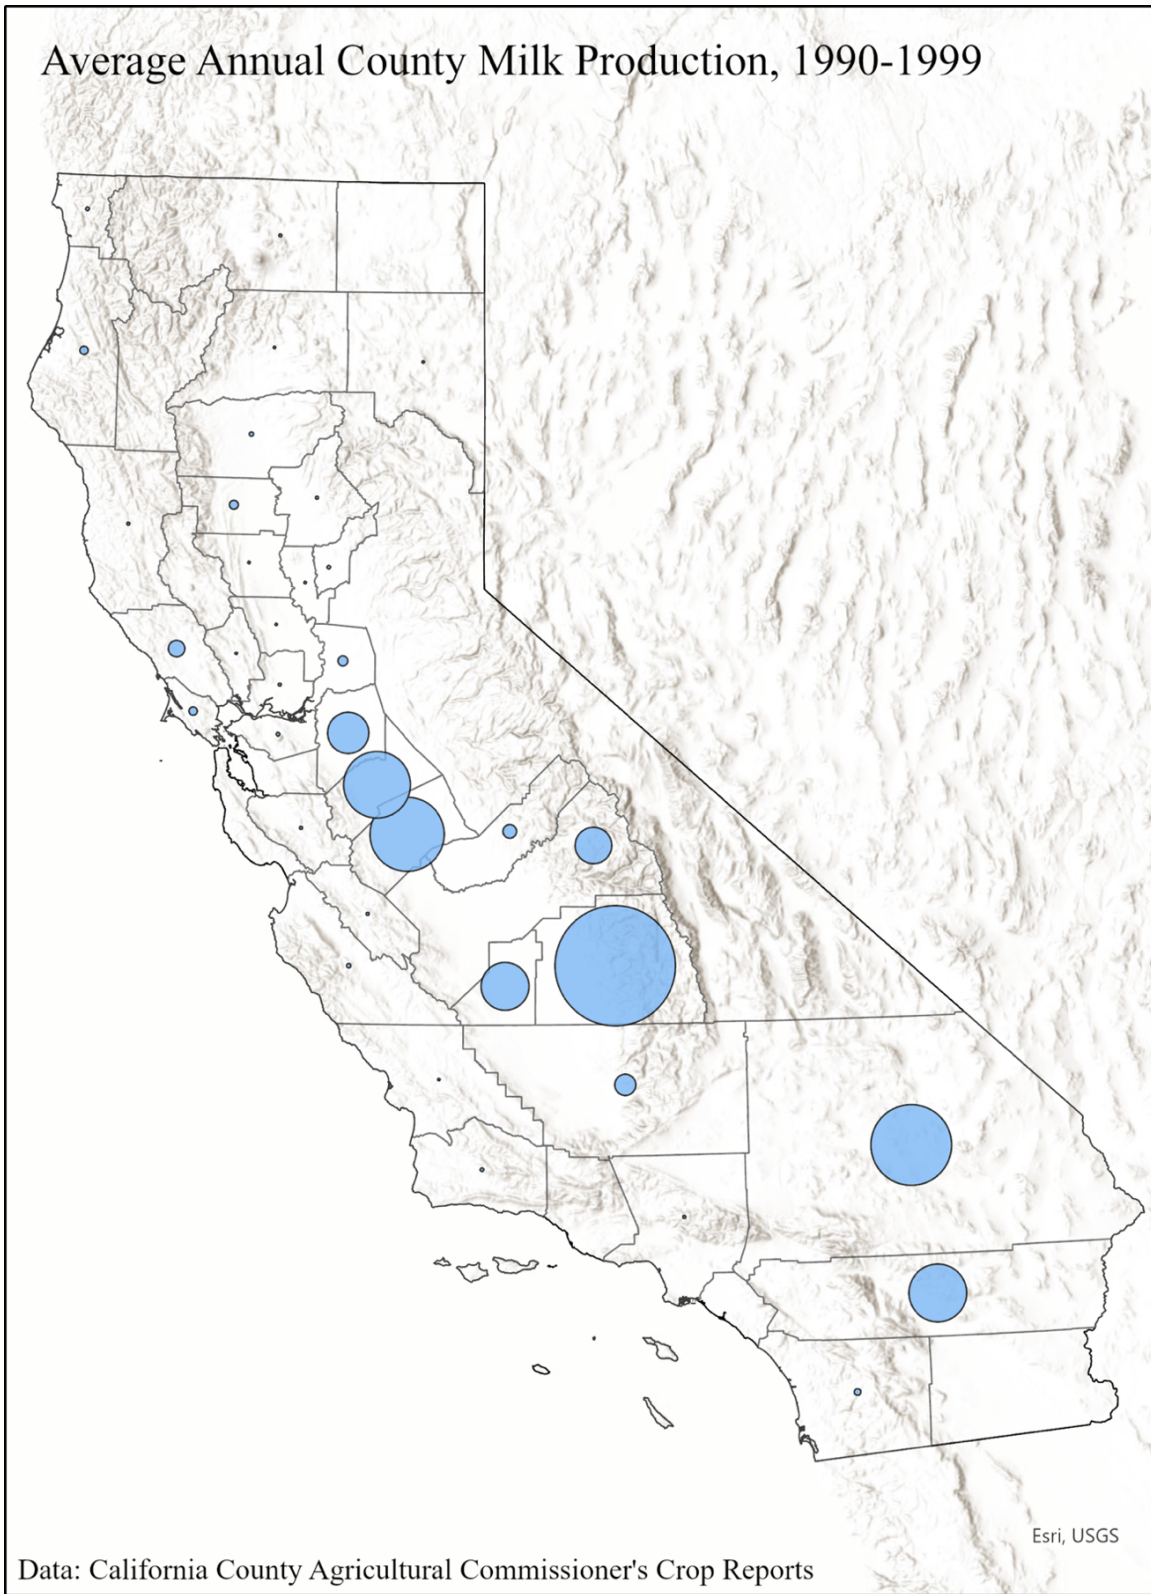 Average Annual County Milk Production, 1990-1999
Esri, USGS
Data: California County Agricultural Commissioner's Crop Reports